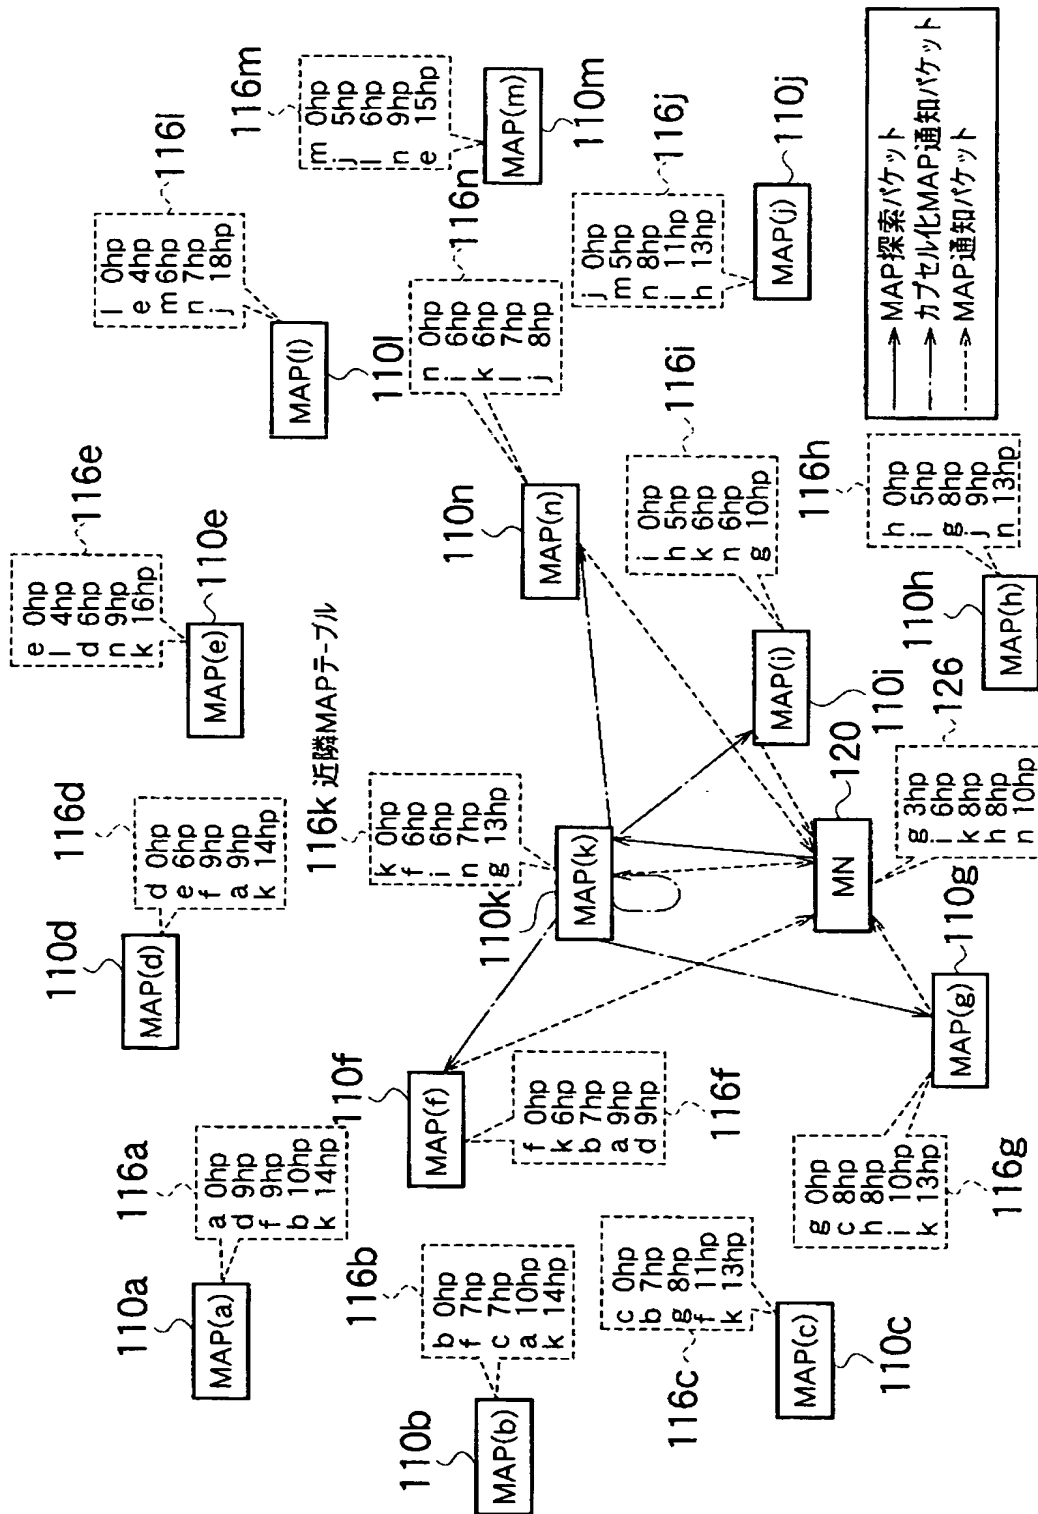 110a
MAP(a)
116a
a 0hp
d 9hp
f 9hp
b 10hp
k 14hp
110d
MAP(d)
116d
d 0hp
e 6hp
f 9hp
a 9hp
k 14hp
116e
e 0hp
l 4hp
d 6hp
n 9hp
k 16hp
MAP(e)
110e
116l
l 0hp
e 4hp
m 6hp
n 7hp
j 18hp
MAP(l)
110l
116m
m 0hp
j 5hp
l 6hp
n 9hp
e 15hp
MAP(m)
110m
110b
MAP(b)
116b
b 0hp
f 7hp
c 7hp
a 10hp
k 14hp
110f
MAP(f)
f 0hp
k 6hp
b 7hp
a 9hp
d 9hp
116f
116k 近隣MAPテーブル
k 0hp
f 6hp
i 6hp
n 7hp
g 13hp
110k
MAP(k)
110n
MAP(n)
116n
n 0hp
i 6hp
k 6hp
l 7hp
j 8hp
116j
j 0hp
m 5hp
n 8hp
i 11hp
h 13hp
MAP(j)
110j
116c
c 0hp
b 7hp
g 8hp
f 11hp
k 13hp
MAP(c)
110c
116i
i 0hp
h 5hp
k 6hp
n 6hp
g 10hp
MAP(i)
110i
MN
120
126
g 3hp
i 6hp
k 8hp
h 8hp
n 10hp
110g
MAP(g)
g 0hp
c 8hp
h 8hp
i 10hp
k 13hp
116g
116h
h 0hp
i 5hp
g 8hp
j 9hp
n 13hp
110h
MAP(h)
MAP探索パケット
カプセル化MAP通知パケット
MAP通知パケット